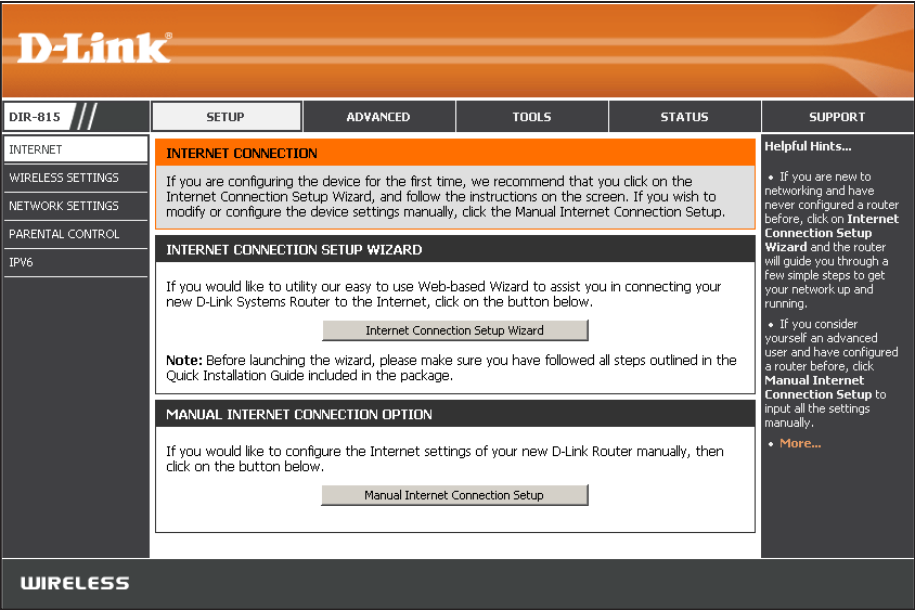 D-Link®
DIR-815
SETUP
ADVANCED
TOOLS
STATUS
SUPPORT
INTERNET
WIRELESS SETTINGS
NETWORK SETTINGS
PARENTAL CONTROL
IPV6
INTERNET CONNECTION
If you are configuring the device for the first time, we recommend that you click on the
Internet Connection Setup Wizard, and follow the instructions on the screen. If you wish to
modify or configure the device settings manually, click the Manual Internet Connection Setup.
INTERNET CONNECTION SETUP WIZARD
If you would like to utility our easy to use Web-based Wizard to assist you in connecting your
new D-Link Systems Router to the Internet, click on the button below.
Internet Connection Setup Wizard
Note: Before launching the wizard, please make sure you have followed all steps outlined in the
Quick Installation Guide included in the package.
MANUAL INTERNET CONNECTION OPTION
If you would like to configure the Internet settings of your new D-Link Router manually, then
click on the button below.
Manual Internet Connection Setup
Helpful Hints...
• If you are new to
networking and have
never configured a router
before, click on Internet
Connection Setup
Wizard and the router
will guide you through a
few simple steps to get
your network up and
running.
• If you consider
yourself an advanced
user and have configured
a router before, click
Manual Internet
Connection Setup to
input all the settings
manually.
• More...
WIRELESS